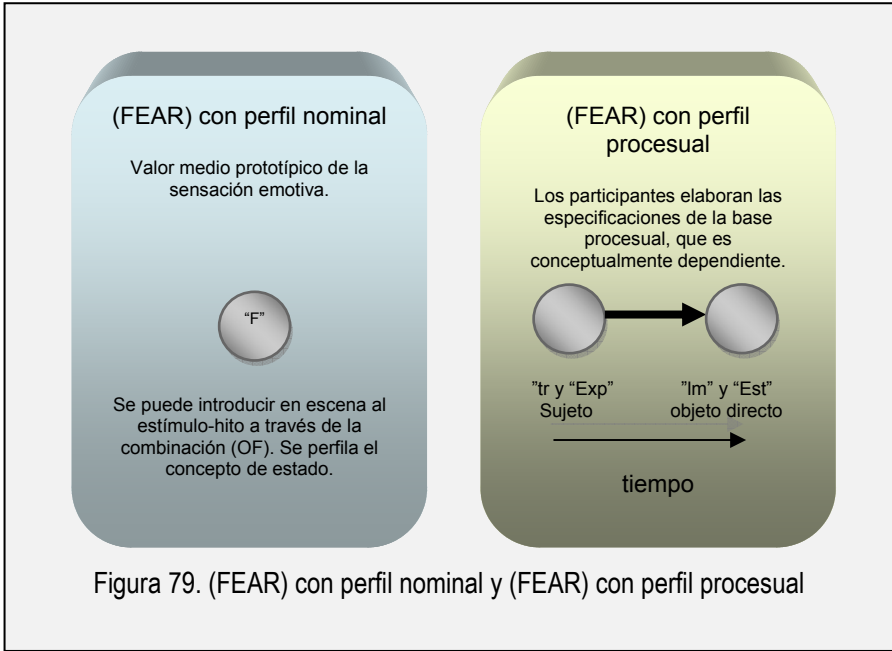 (FEAR) con perfil nominal
Valor medio prototípico de la
sensación emotiva.
“F”
Se puede introducir en escena al
estímulo-hito a través de la
combinación (OF). Se perfila el
concepto de estado.
(FEAR) con perfil
procesual
Los participantes elaboran las
especificaciones de la base
procesual, que es
conceptualmente dependiente.
”tr y “Exp”
Sujeto
”lm” y “Est”
objeto directo
tiempo
Figura 79. (FEAR) con perfil nominal y (FEAR) con perfil procesual